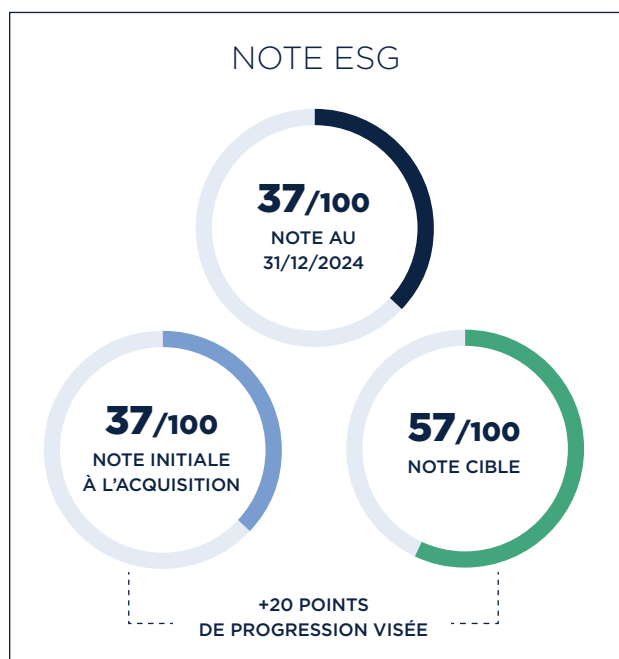 NOTE ESG
37/100
NOTE AU
31/12/2024
37/100
NOTE INITIALE
À L'ACQUISITION
57/100
NOTE CIBLE
+20 POINTS
DE PROGRESSION VISÉE